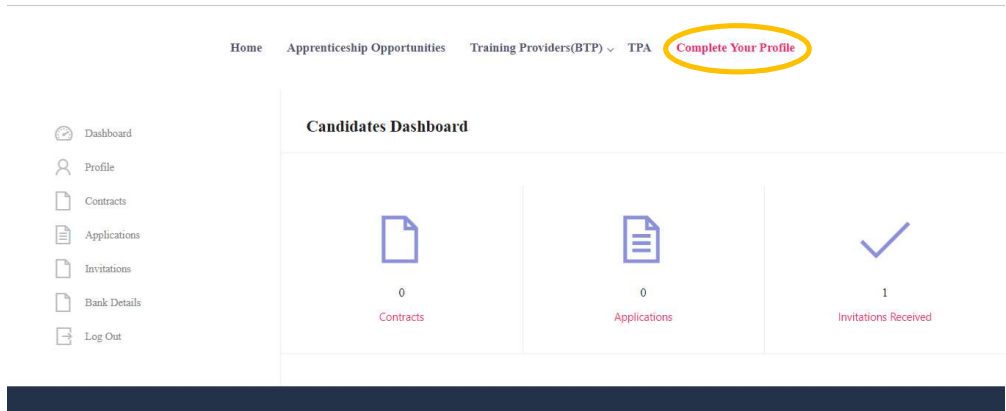 Home Apprenticeship Opportunities Training Providers(BTP) TPA Complete Your Profile
Candidates Dashboard
Dashboard
Profile
Contracts
Applications
Invitations
Bank Details
Log Out
0 0 1
Contracts Applications Invitations Received